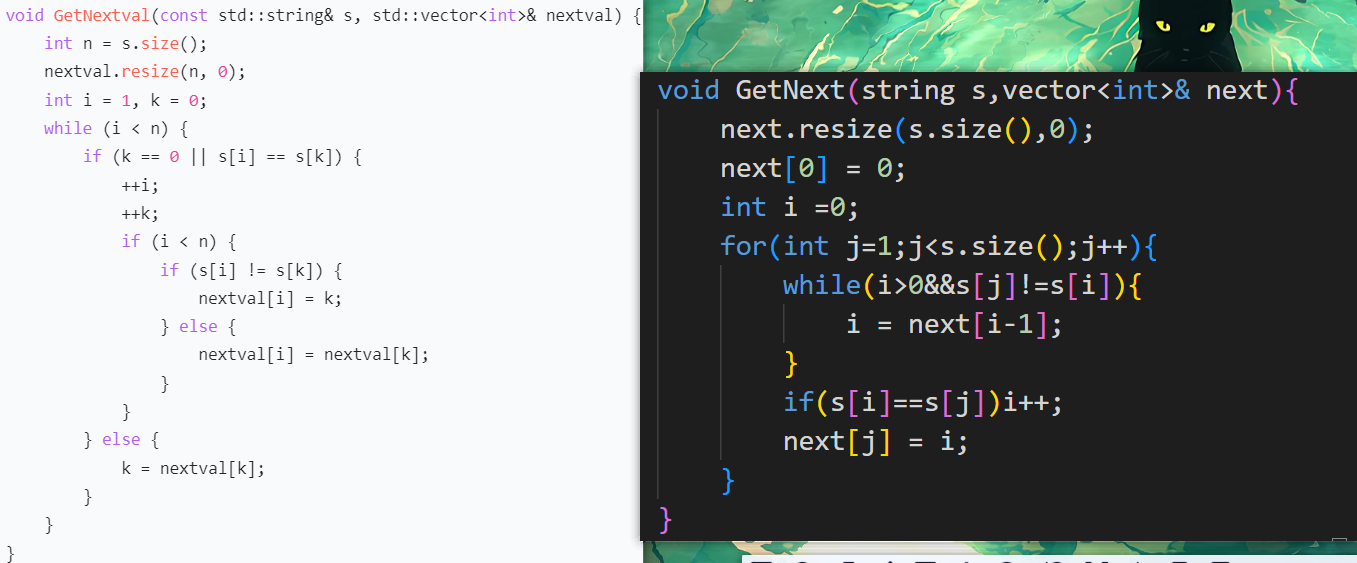 void GetNextval(const std::string& s, std::vector<int>& nextval) {
    int n = s.size();
    nextval.resize(n, 0);
    int i = 1, k = 0;
    while (i < n) {
        if (k == 0 || s[i] == s[k]) {
            ++i;
            ++k;
            if (i < n) {
                if (s[i] != s[k]) {
                    nextval[i] = k;
                } else {
                    nextval[i] = nextval[k];
                }
            }
        } else {
            k = nextval[k];
        }
    }
}
void GetNext(string s,vector<int>& next){
    next.resize(s.size(),0);
    next[0] = 0;
    int i =0;
    for(int j=1;j<s.size();j++){
        while(i>0&&s[j]!=s[i]){
            i = next[i-1];
        }
        if(s[i]==s[j])i++;
        next[j] = i;
    }
}